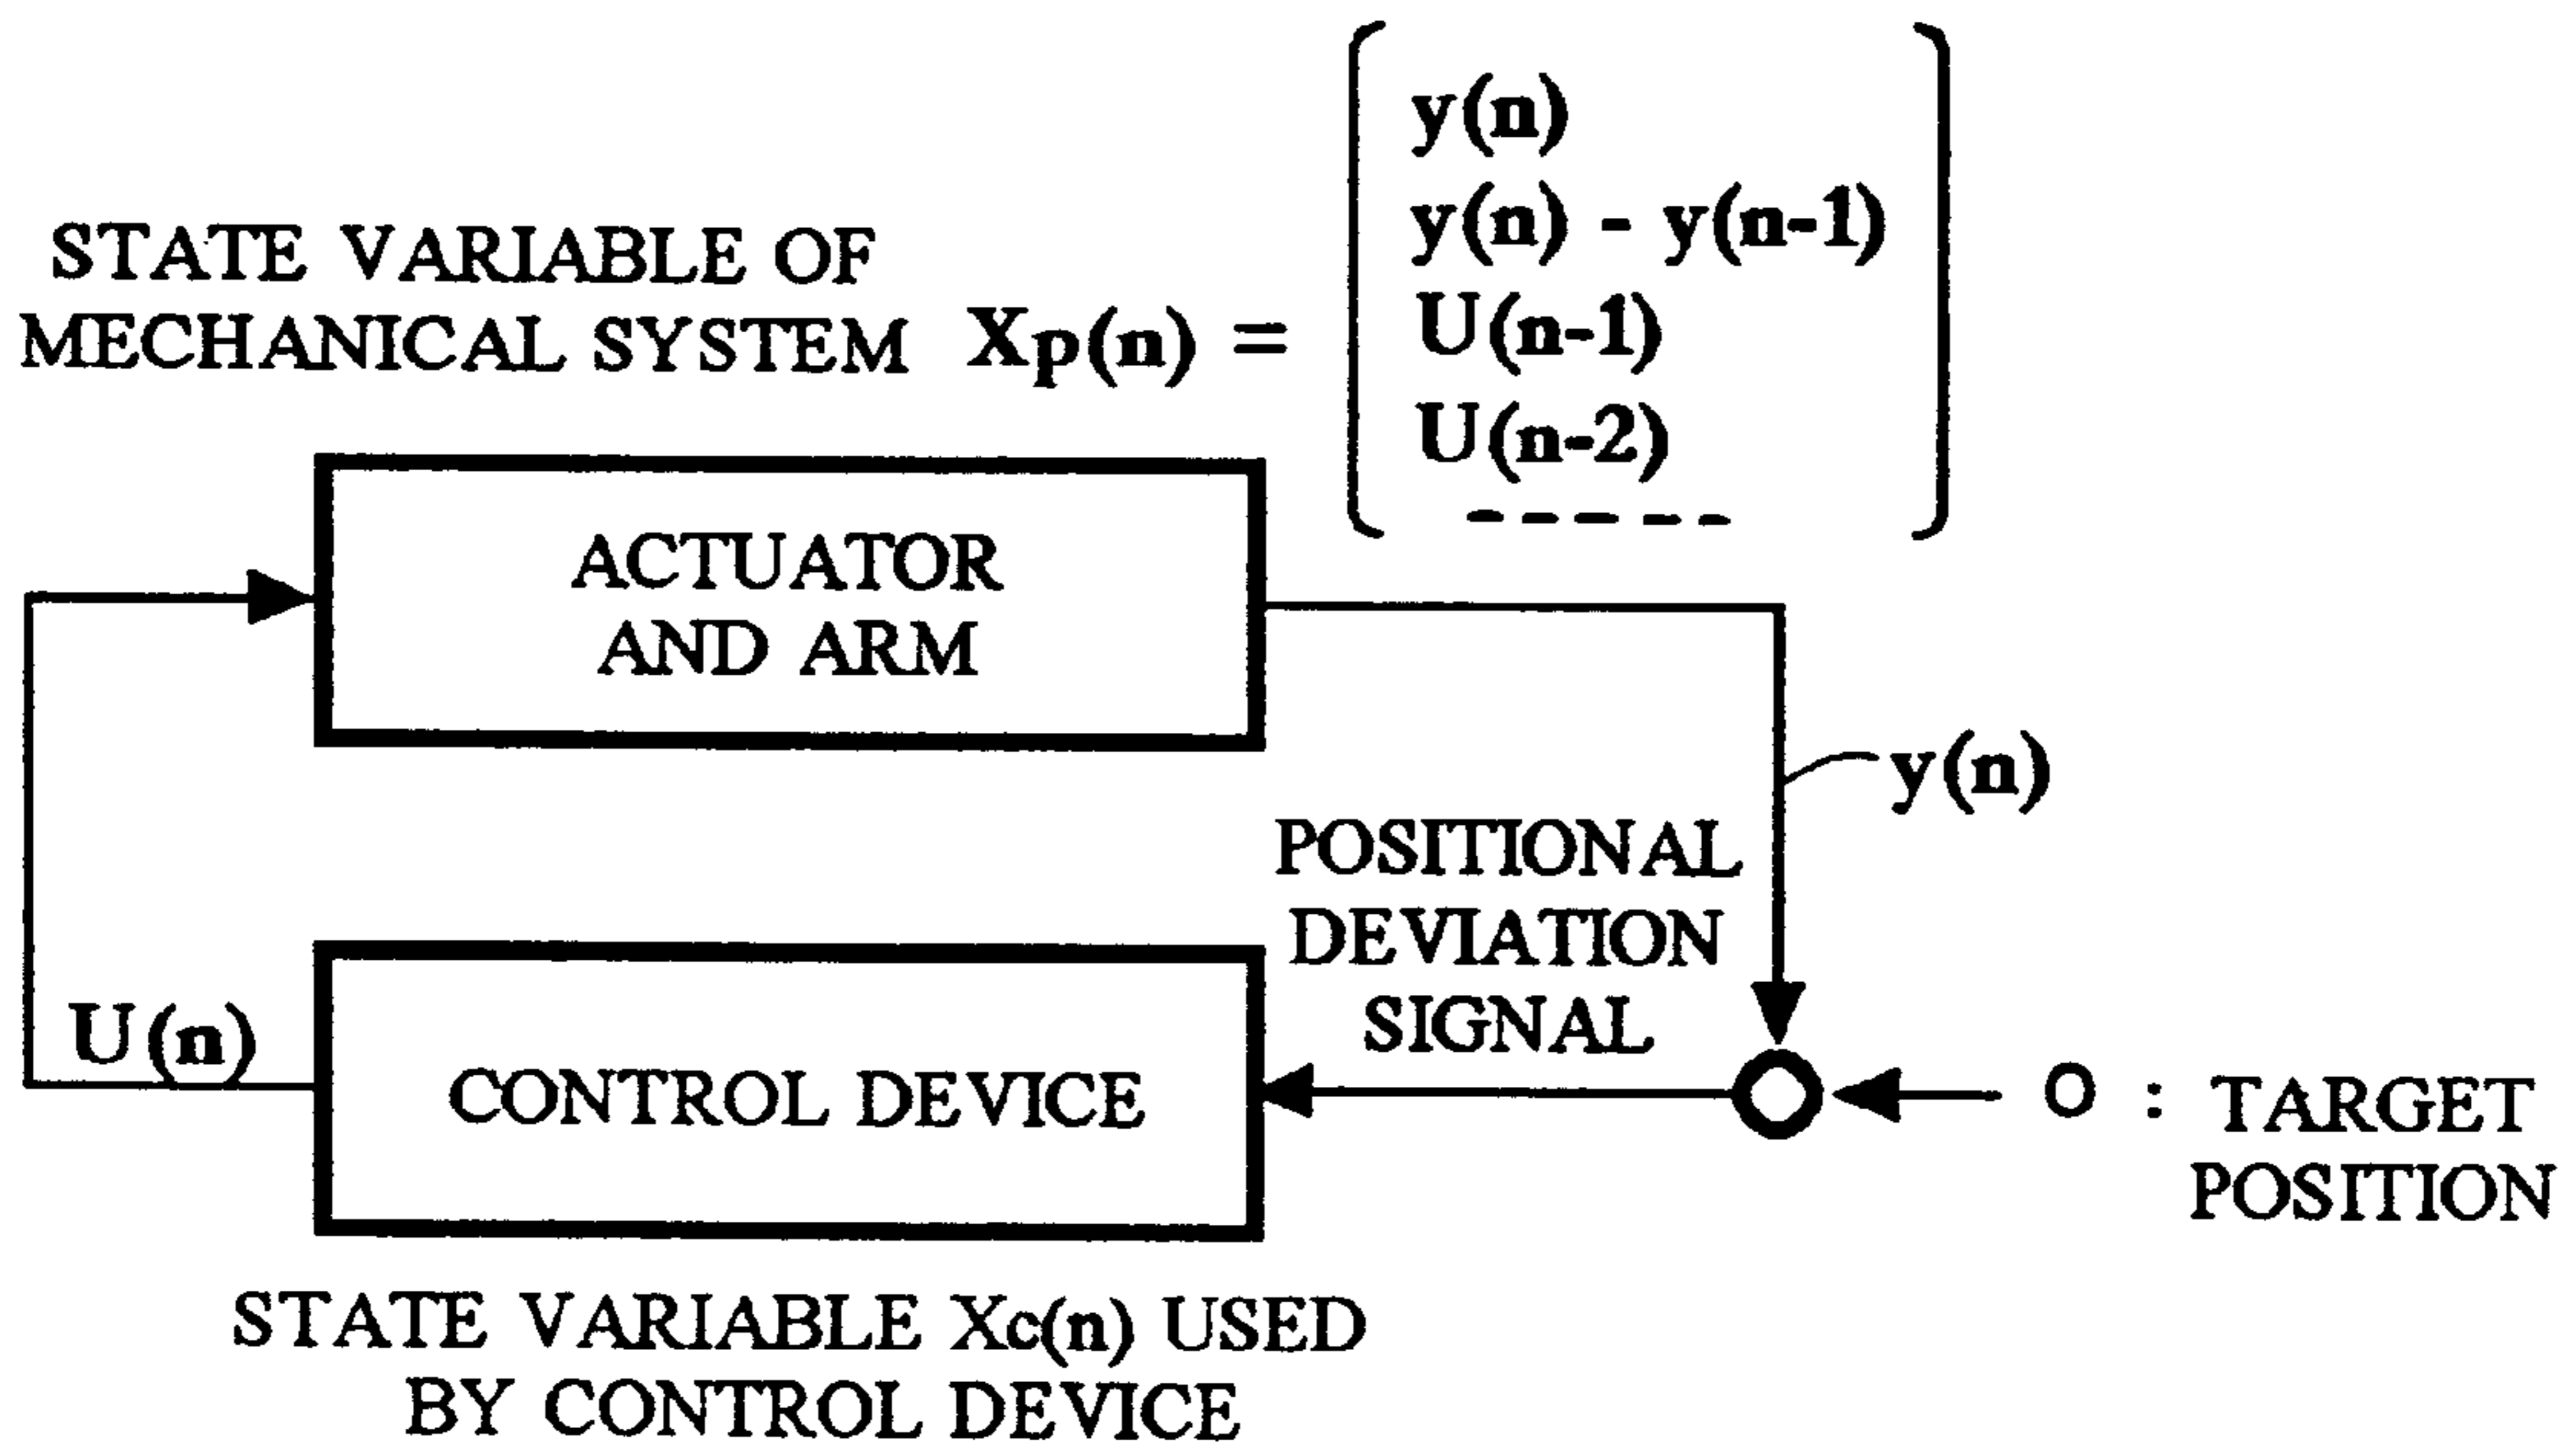 STATE VARIABLE OF
MECHANICAL SYSTEM Xp(n) =
y(n)
y(n) - y(n-1)
U(n-1)
U(n-2)
- - - - -
ACTUATOR
AND ARM
y(n)
POSITIONAL
DEVIATION
SIGNAL
U(n)
CONTROL DEVICE
O : TARGET
POSITION
STATE VARIABLE Xc(n) USED
BY CONTROL DEVICE